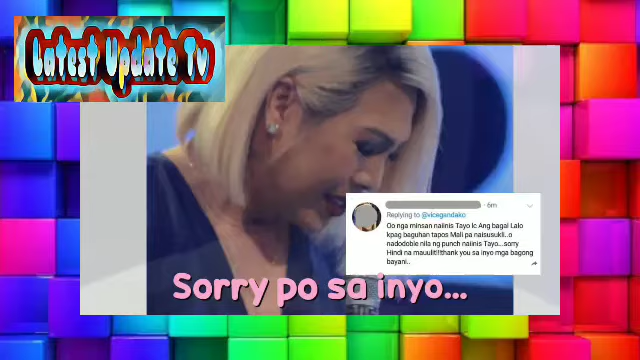 Latest Update Tv
· 6m
Replying to @vicegandako
Oo nga minsan naiinis Tayo lc Ang bagal Lalo
kpag baguhan tapos Mali pa naisusukli..o
nadodoble nila ng punch naiinis Tayo...sorry
Hindi na mauulit!!thank you sa inyo mga bagong
bayani..
Sorry po sa inyo...